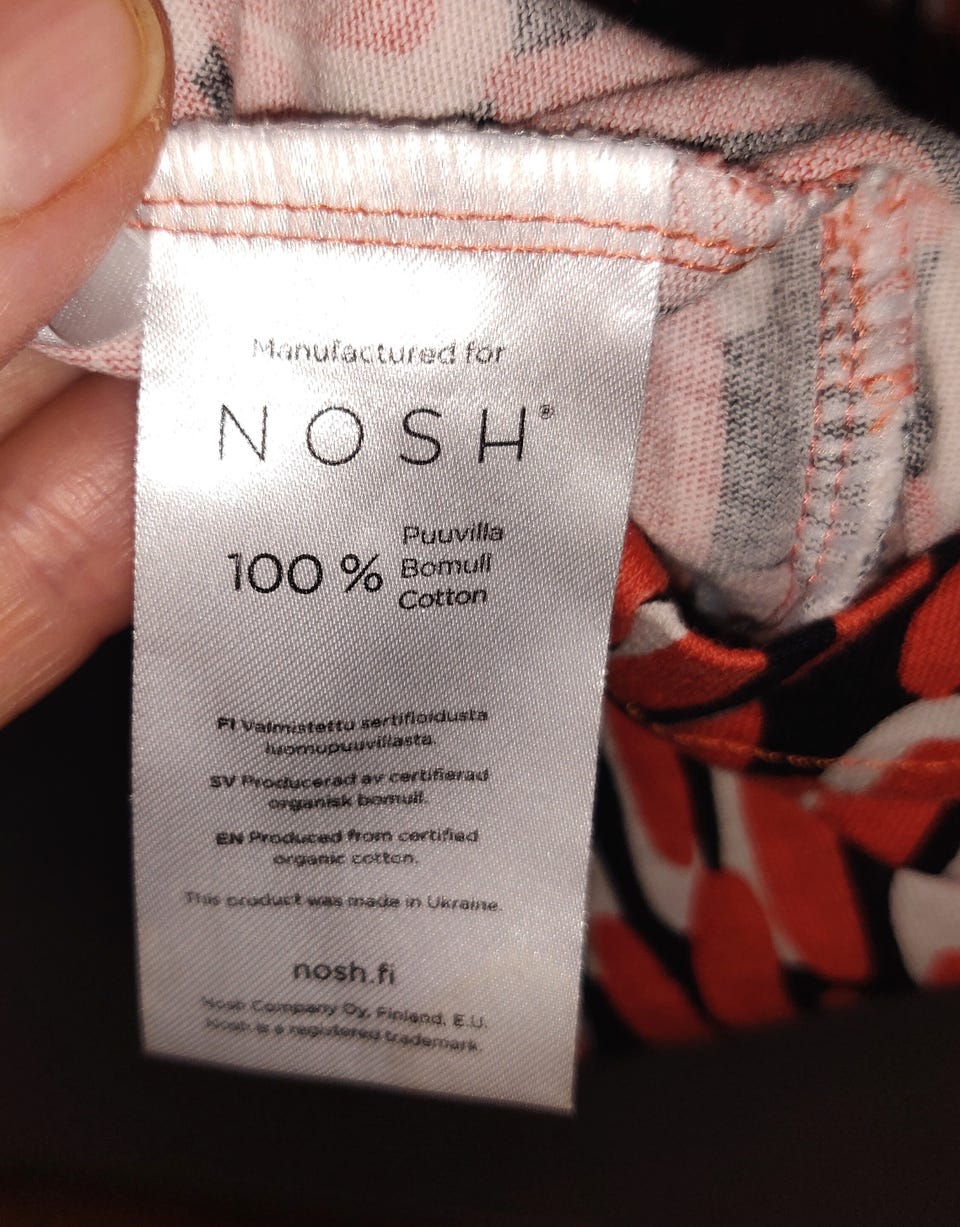 Manufactured for
NOSH®
100 %
Puuvilla
Bomull
Cotton
FI Valmistettu sertifioidusta
luomupuuvillasta.
SV Producerad av certifierad
organisk bomull.
EN Produced from certified
organic cotton.
This product was made in Ukraine.
nosh.fi
Nosh Company Oy, Finland, E.U.
Nosh is a registered trademark.